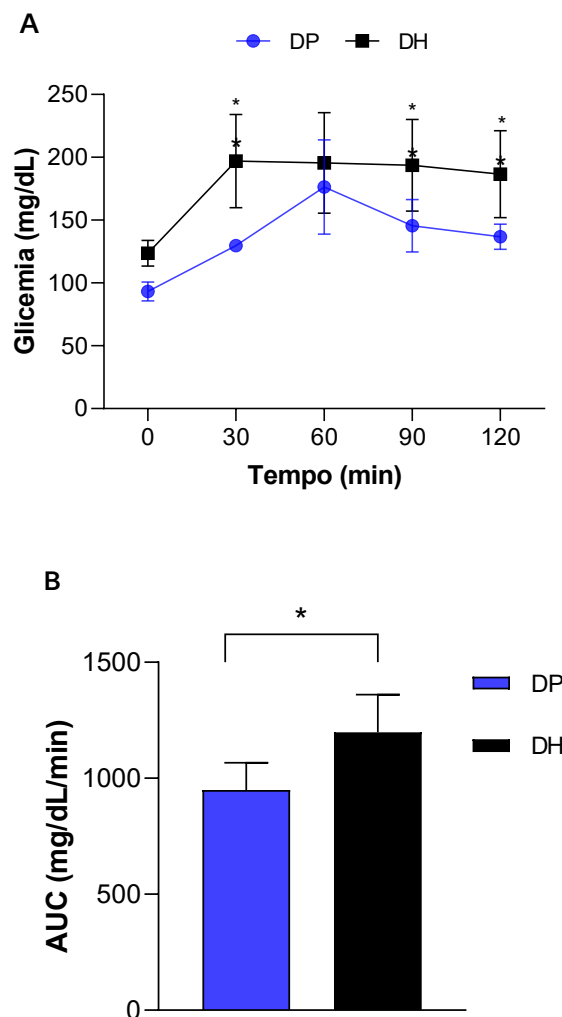 A
DP DH
250
200
150
100
50
0
* * *
* * *
Glicemia (mg/dL)
0 30 60 90 120
Tempo (min)
B
*
1500
1000
500
0
AUC (mg/dL/min)
DP
DH